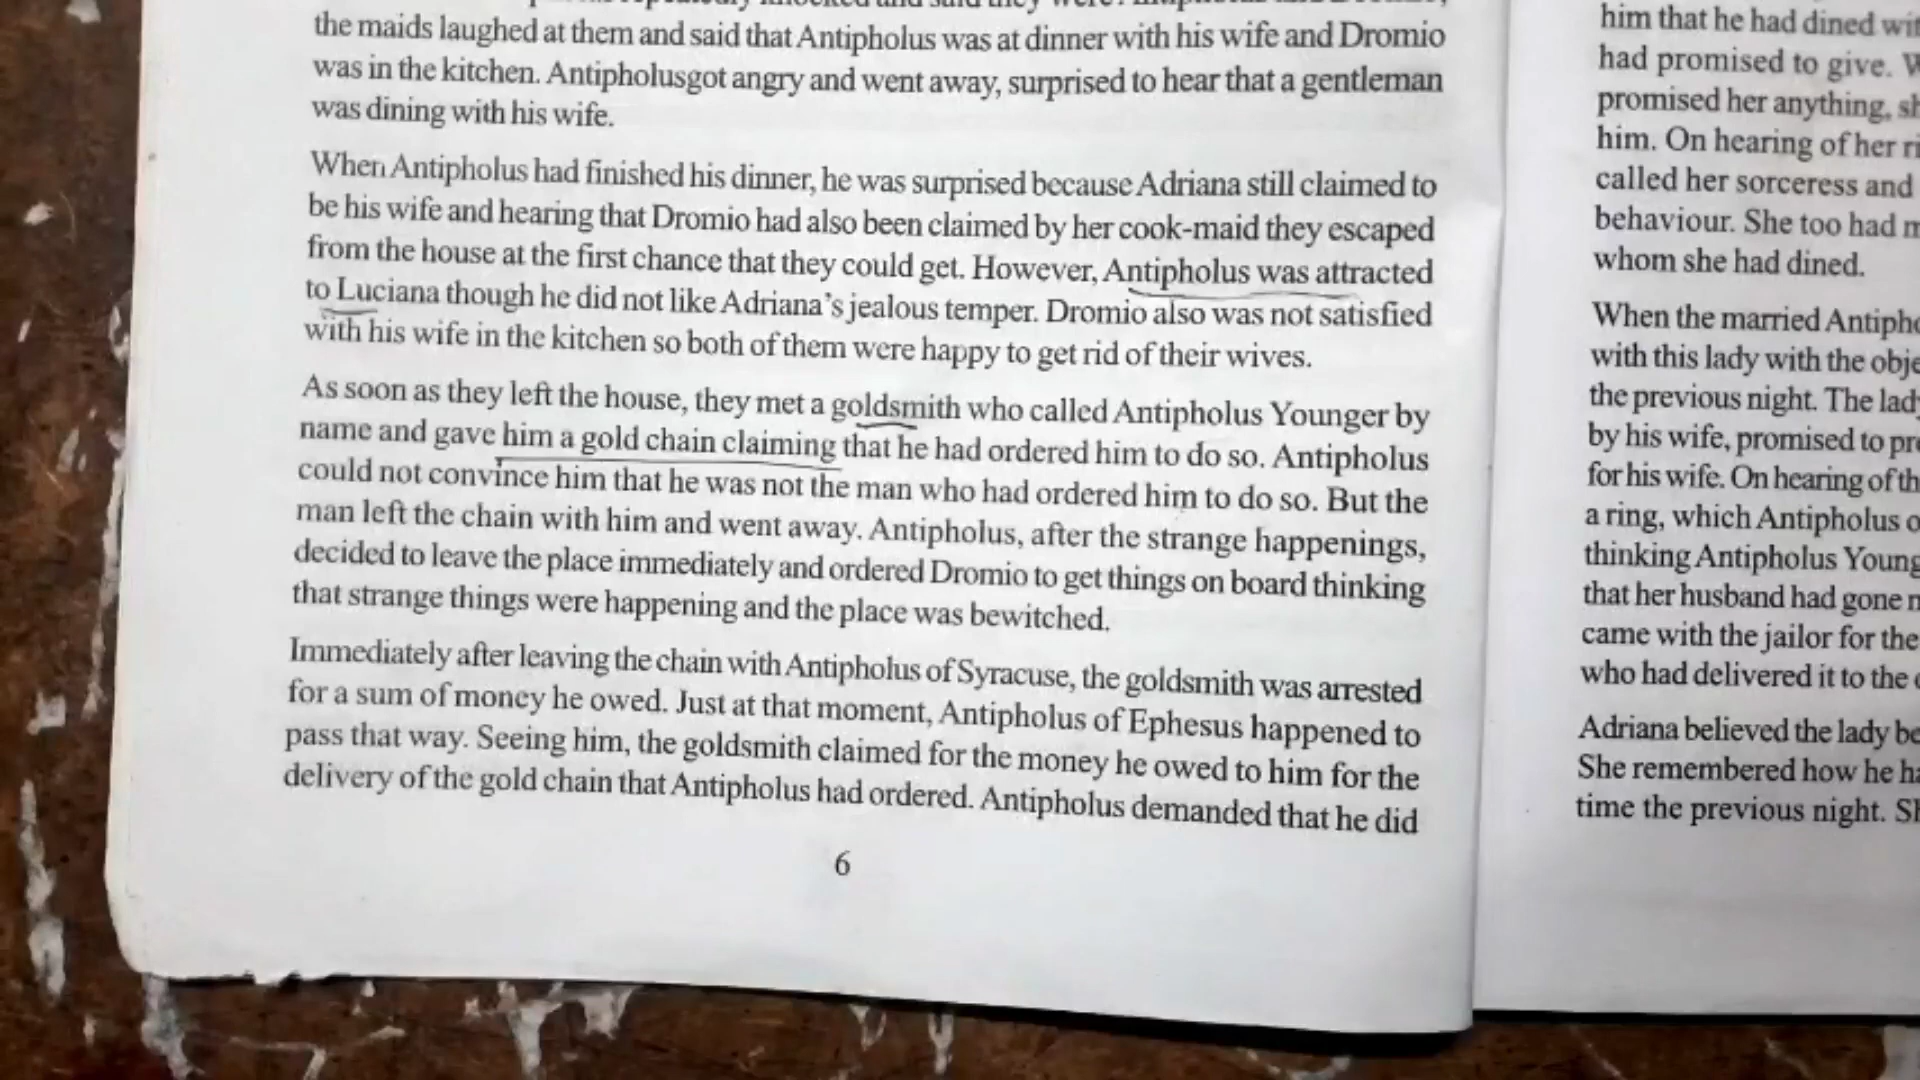 the maids laughed at them and said that Antipholus was at dinner with his wife and Dromio
was in the kitchen. Antipholusgot angry and went away, surprised to hear that a gentleman
was dining with his wife.
When Antipholus had finished his dinner, he was surprised because Adriana still claimed to
be his wife and hearing that Dromio had also been claimed by her cook-maid they escaped
from the house at the first chance that they could get. However, Antipholus was attracted
to Luciana though he did not like Adriana's jealous temper. Dromio also was not satisfied
with his wife in the kitchen so both of them were happy to get rid of their wives.
As soon as they left the house, they met a goldsmith who called Antipholus Younger by
name and gave him a gold chain claiming that he had ordered him to do so. Antipholus
could not convince him that he was not the man who had ordered him to do so. But the
man left the chain with him and went away. Antipholus, after the strange happenings,
decided to leave the place immediately and ordered Dromio to get things on board thinking
that strange things were happening and the place was bewitched.
Immediately after leaving the chain with Antipholus of Syracuse, the goldsmith was arrested
for a sum of money he owed. Just at that moment, Antipholus of Ephesus happened to
pass that way. Seeing him, the goldsmith claimed for the money he owed to him for the
delivery of the gold chain that Antipholus had ordered. Antipholus demanded that he did
6
him that he had dined
had promised to give.
promised her anything,
him. On hearing of her
called her sorceress and
behaviour. She too had
whom she had dined.
When the married
with this lady with the
the previous night. The
by his wife, promised to
for his wife. On hearing of
a ring, which Antipholus
thinking Antipholus
that her husband had gone
came with the jailor for the
who had delivered it to the
Adriana believed the lady
She remembered how he
time the previous night.